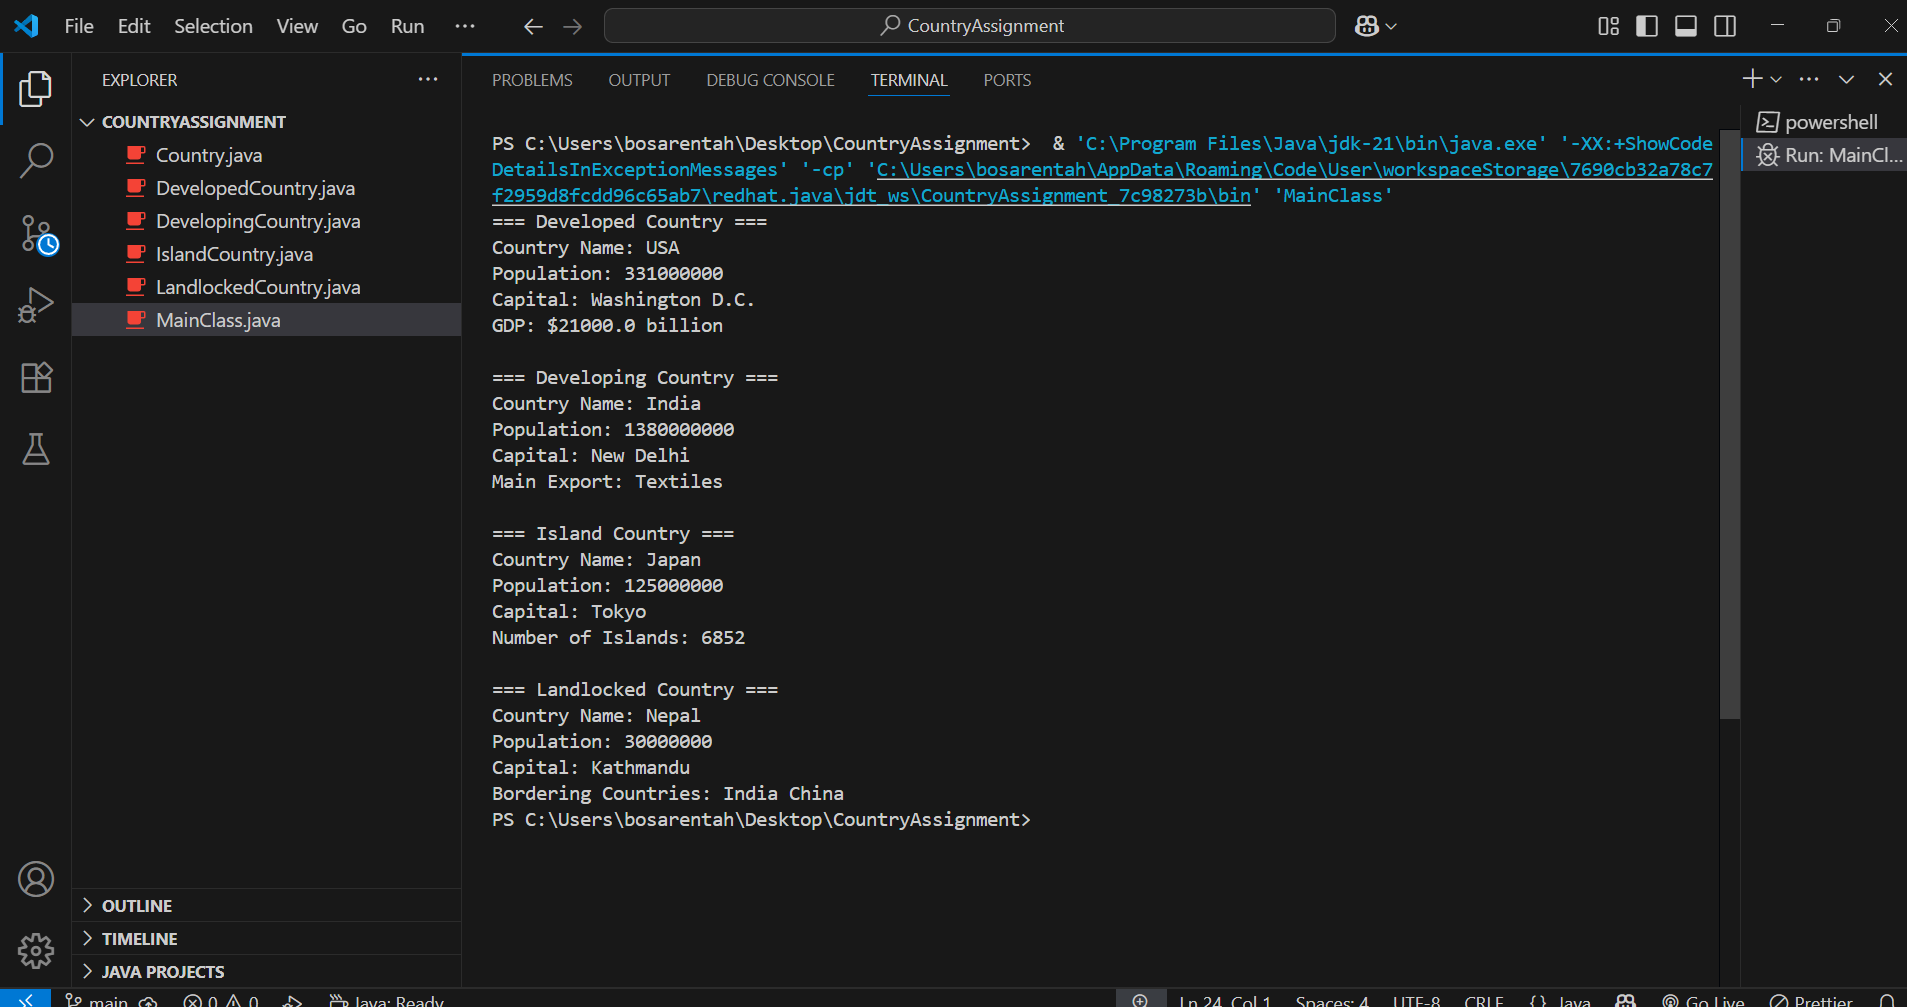 File Edit Selection View Go Run ···
CountryAssignment
EXPLORER ···
COUNTRYASSIGNMENT
Country.java
DevelopedCountry.java
DevelopingCountry.java
IslandCountry.java
LandlockedCountry.java
MainClass.java
OUTLINE
TIMELINE
JAVA PROJECTS
PROBLEMS OUTPUT DEBUG CONSOLE TERMINAL PORTS
PS C:\Users\bosarentah\Desktop\CountryAssignment>  & 'C:\Program Files\Java\jdk-21\bin\java.exe' '-XX:+ShowCode
DetailsInExceptionMessages' '-cp' 'C:\Users\bosarentah\AppData\Roaming\Code\User\workspaceStorage\7690cb32a78c7
f2959d8fcdd96c65ab7\redhat.java\jdt_ws\CountryAssignment_7c98273b\bin' 'MainClass'
=== Developed Country ===
Country Name: USA
Population: 331000000
Capital: Washington D.C.
GDP: $21000.0 billion
=== Developing Country ===
Country Name: India
Population: 1380000000
Capital: New Delhi
Main Export: Textiles
=== Island Country ===
Country Name: Japan
Population: 125000000
Capital: Tokyo
Number of Islands: 6852
=== Landlocked Country ===
Country Name: Nepal
Population: 30000000
Capital: Kathmandu
Bordering Countries: India China
PS C:\Users\bosarentah\Desktop\CountryAssignment>
powershell
Run: MainCl...
main 0 0 Java: Ready Ln 24, Col 1 Spaces: 4 UTF-8 CRLF {} Java Go Live Prettier